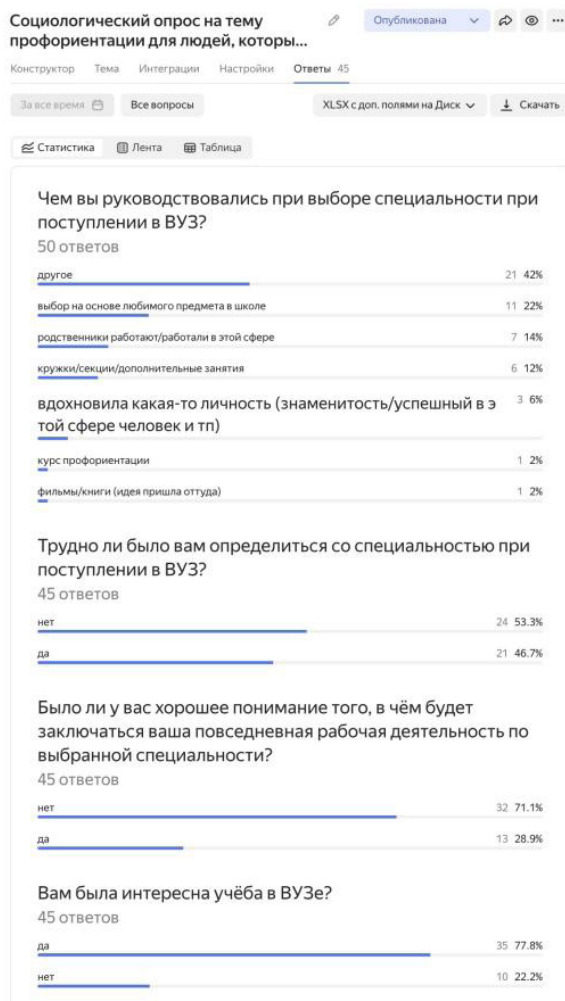 Социологический опрос на тему
профориентации для людей, которы...
Опубликована
Конструктор Тема Интеграции Настройки Ответы 45
За все время Все вопросы XLSX с доп. полями на Диск Скачать
Статистика Лента Таблица
Чем вы руководствовались при выборе специальности при
поступлении в ВУЗ?
50 ответов
другое 21 42%
выбор на основе любимого предмета в школе 11 22%
родственники работают/работали в этой сфере 7 14%
кружки/секции/дополнительные занятия 6 12%
вдохновила какая-то личность (знаменитость/успешный в э 3 6%
той сфере человек и тп)
курс профориентации 1 2%
фильмы/книги (идея пришла оттуда) 1 2%
Трудно ли было вам определиться со специальностью при
поступлении в ВУЗ?
45 ответов
нет 24 53.3%
да 21 46.7%
Было ли у вас хорошее понимание того, в чём будет
заключаться ваша повседневная рабочая деятельность по
выбранной специальности?
45 ответов
нет 32 71.1%
да 13 28.9%
Вам была интересна учёба в ВУЗе?
45 ответов
да 35 77.8%
нет 10 22.2%